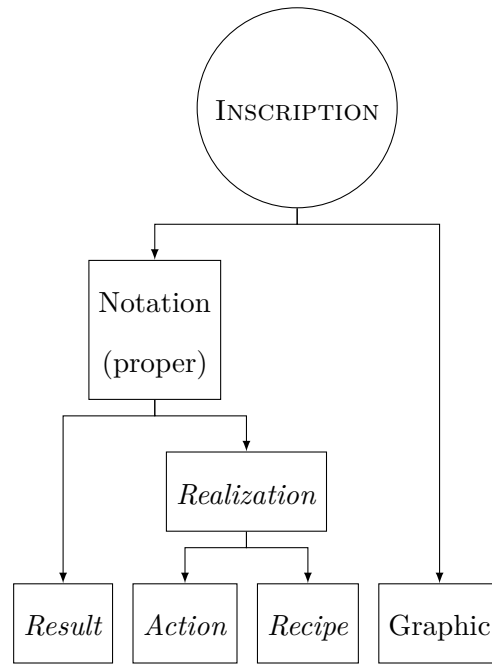 INSCRIPTION
Notation
(proper)
Realization
Result
Action
Recipe
Graphic